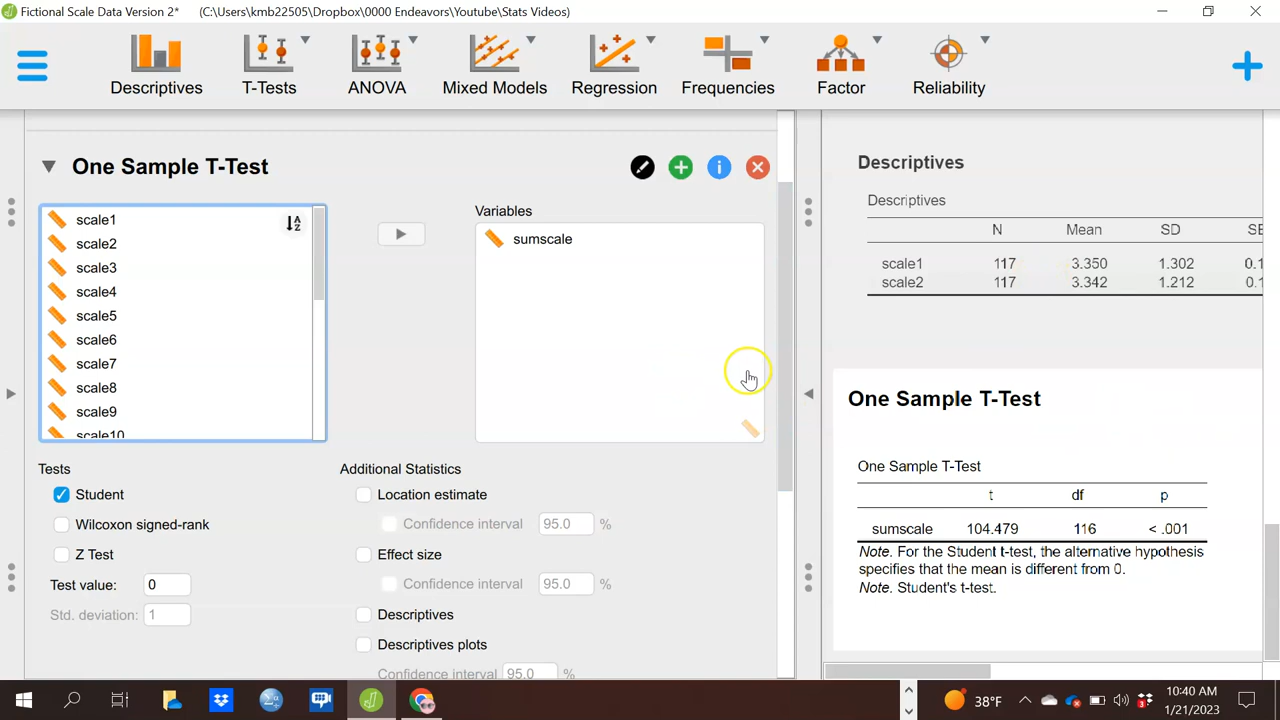 Fictional Scale Data Version 2* (C:\Users\kmb22505\Dropbox\0000 Endeavors\Youtube\Stats Videos)
Descriptives T-Tests ANOVA Mixed Models Regression Frequencies Factor Reliability
One Sample T-Test
scale1
scale2
scale3
scale4
scale5
scale6
scale7
scale8
scale9
scale10
Variables
sumscale
Tests
Student
Wilcoxon signed-rank
Z Test
Test value: 0
Std. deviation: 1
Additional Statistics
Location estimate
Confidence interval 95.0 %
Effect size
Confidence interval 95.0 %
Descriptives
Descriptives plots
Confidence interval 95.0 %
Descriptives
Descriptives
N Mean SD
scale1 117 3.350 1.302
scale2 117 3.342 1.212
One Sample T-Test
One Sample T-Test
t df p
sumscale 104.479 116 < .001
Note. For the Student t-test, the alternative hypothesis
specifies that the mean is different from 0.
Note. Student's t-test.
38°F
10:40 AM
1/21/2023